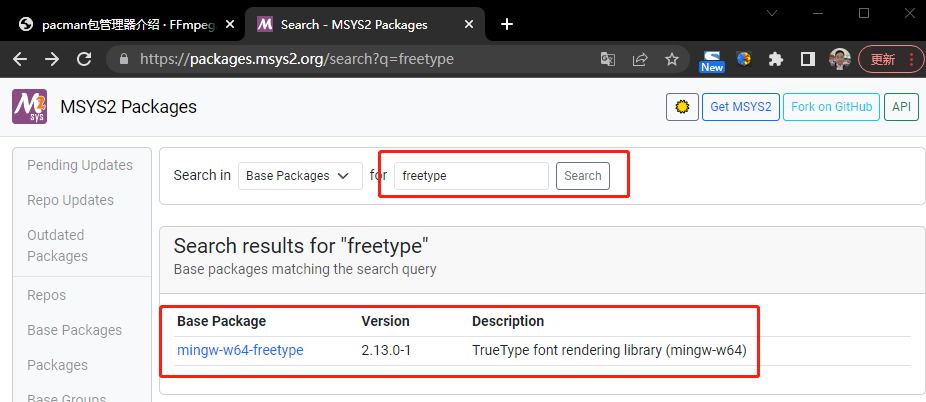 pacman包管理器介绍 · FFmpeg
Search - MSYS2 Packages
https://packages.msys2.org/search?q=freetype
New
更新
M2
sys
MSYS2 Packages
Get MSYS2
Fork on GitHub
API
Pending Updates
Repo Updates
Outdated
Packages
Repos
Base Packages
Packages
Base Groups
Search in
Base Packages
for
freetype
Search
Search results for "freetype"
Base packages matching the search query
Base Package Version Description
mingw-w64-freetype 2.13.0-1 TrueType font rendering library (mingw-w64)